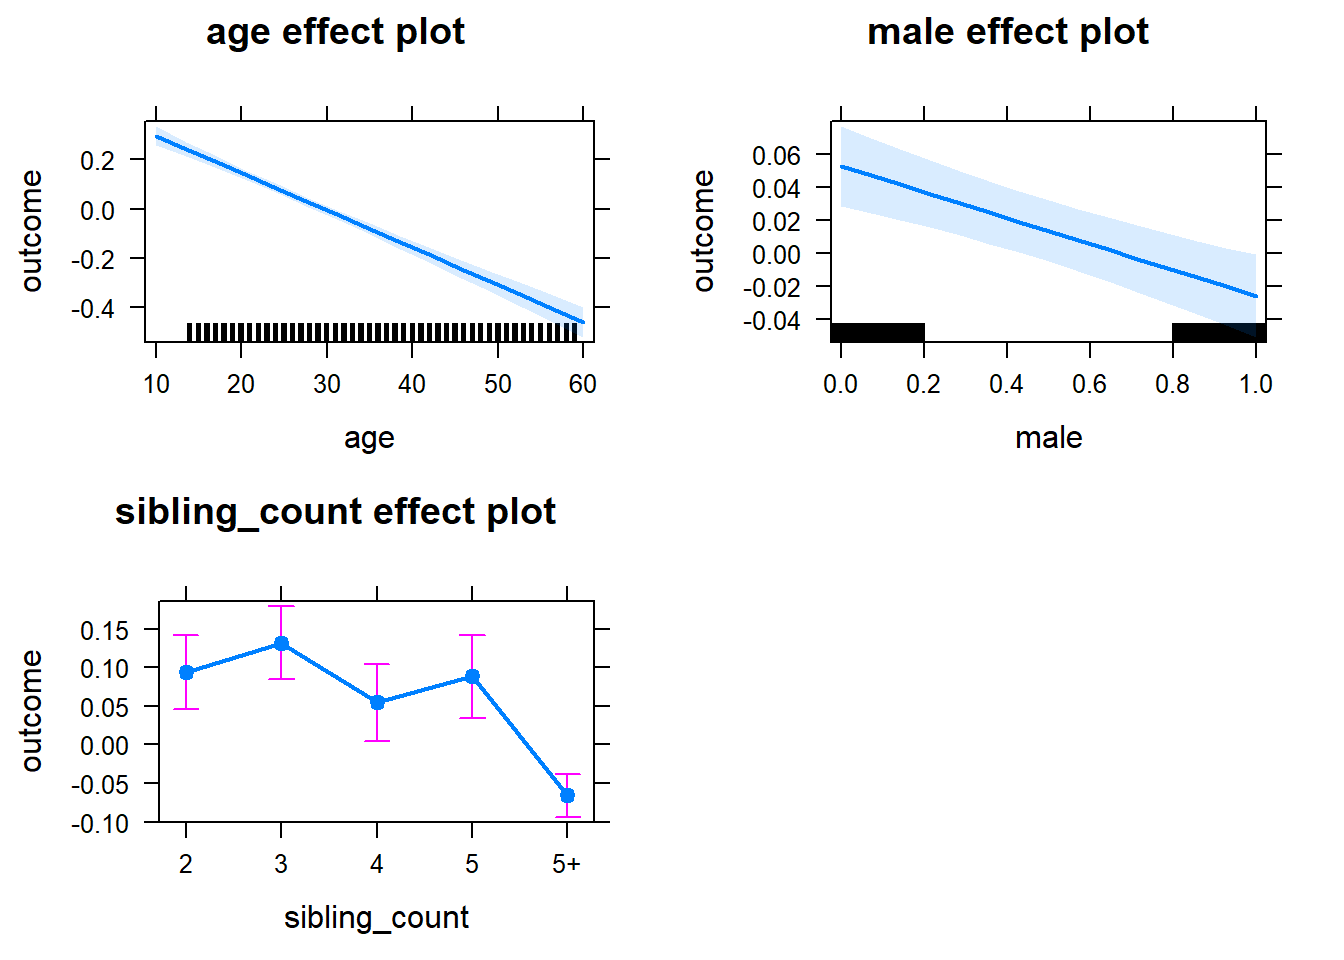 age effect plot
outcome
0.2
0.0
-0.2
-0.4
10 20 30 40 50 60
age
male effect plot
outcome
0.06
0.04
0.02
0.00
-0.02
-0.04
0.0 0.2 0.4 0.6 0.8 1.0
male
sibling_count effect plot
outcome
0.15
0.10
0.05
0.00
-0.05
-0.10
2 3 4 5 5+
sibling_count